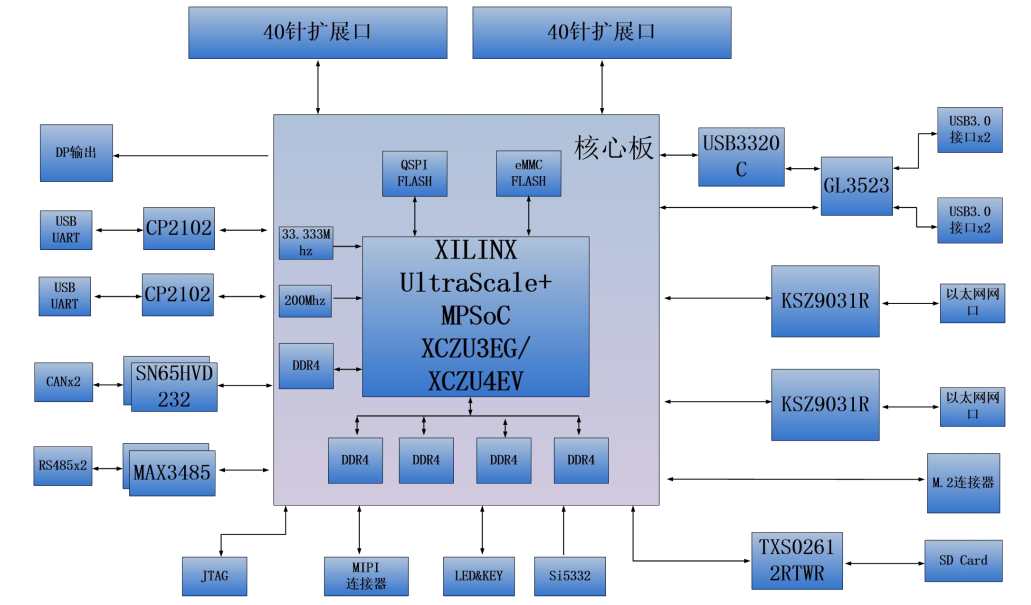 40针扩展口
40针扩展口
核心板
DP输出
QSPI
FLASH
eMMC
FLASH
USB3320
C
GL3523
USB3.0
接口x2
USB3.0
接口x2
USB
UART
CP2102
33.333M
hz
XILINX
UltraScale+
MPSoC
XCZU3EG/
XCZU4EV
USB
UART
CP2102
200Mhz
KSZ9031R
以太网网
口
DDR4
CANx2
SN65HVD
232
KSZ9031R
以太网网
口
RS485x2
MAX3485
DDR4
DDR4
DDR4
DDR4
M.2连接器
JTAG
MIPI
连接器
LED&KEY
Si5332
TXS0261
2RTWR
SD Card